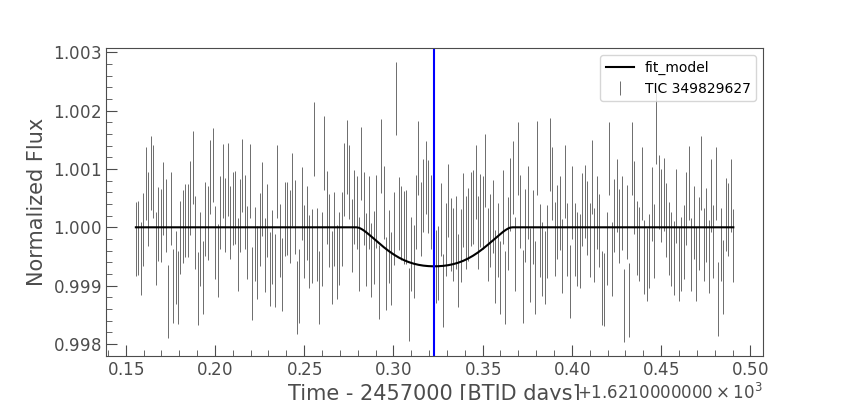 1.003
1.002
1.001
1.000
0.999
0.998
Normalized Flux
fit_model
TIC 349829627
0.15 0.20 0.25 0.30 0.35 0.40 0.45 0.50
Time - 2457000 [BTJD days]
+1.6210000000 × 10³